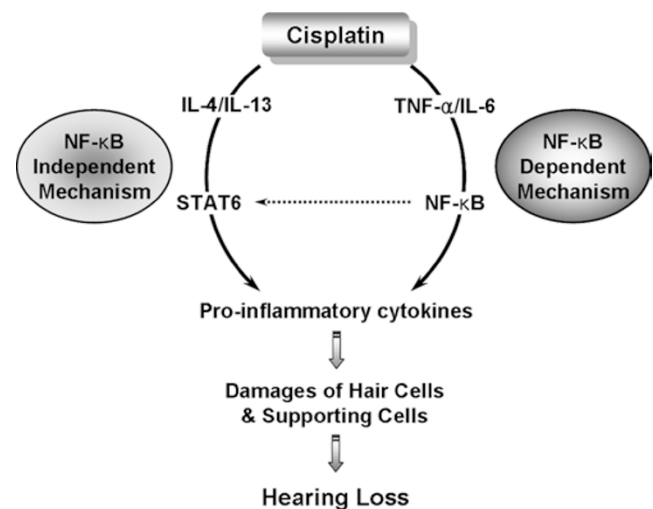 Cisplatin
IL-4/IL-13
TNF-α/IL-6
NF-κB
Independent
Mechanism
NF-κB
Dependent
Mechanism
STAT6
NF-κB
Pro-inflammatory cytokines
Damages of Hair Cells
& Supporting Cells
Hearing Loss